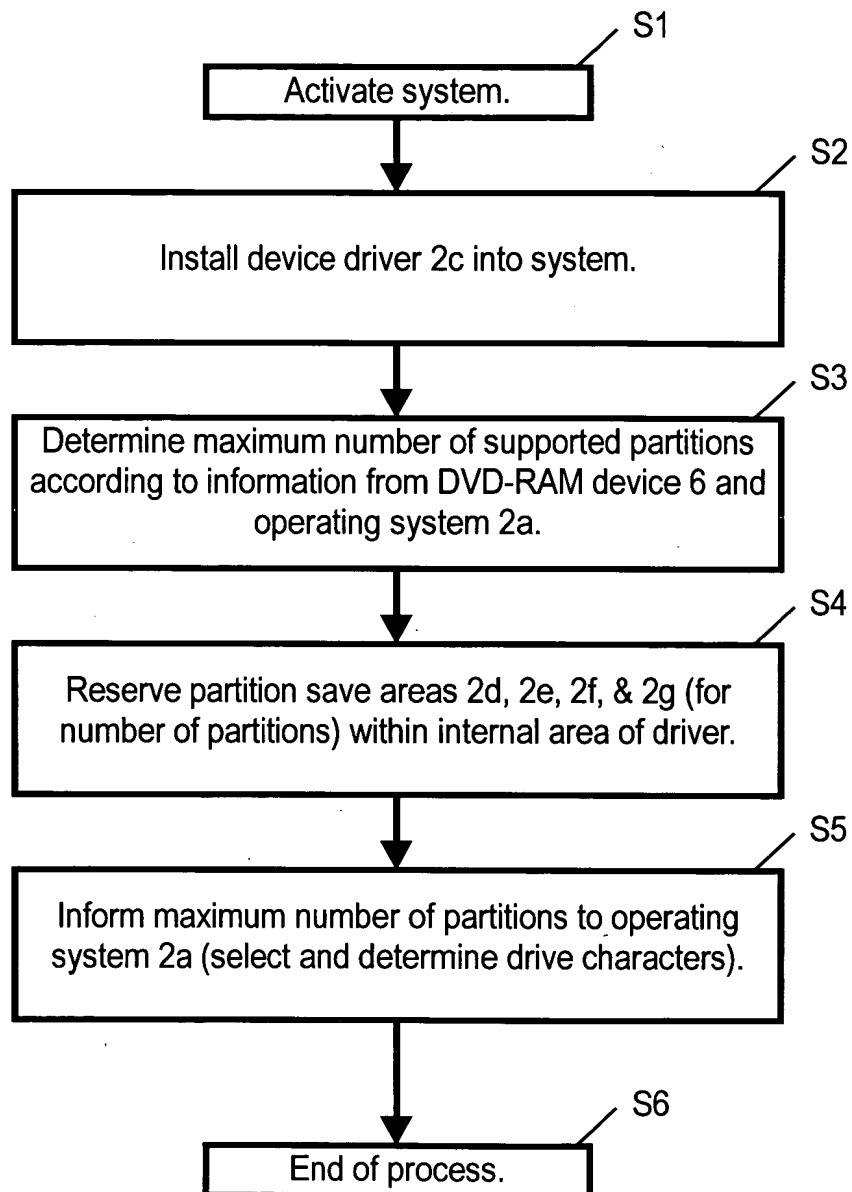 S1
Activate system.
S2
Install device driver 2c into system.
S3
Determine maximum number of supported partitions
according to information from DVD-RAM device 6 and
operating system 2a.
S4
Reserve partition save areas 2d, 2e, 2f, & 2g (for
number of partitions) within internal area of driver.
S5
Inform maximum number of partitions to operating
system 2a (select and determine drive characters).
S6
End of process.